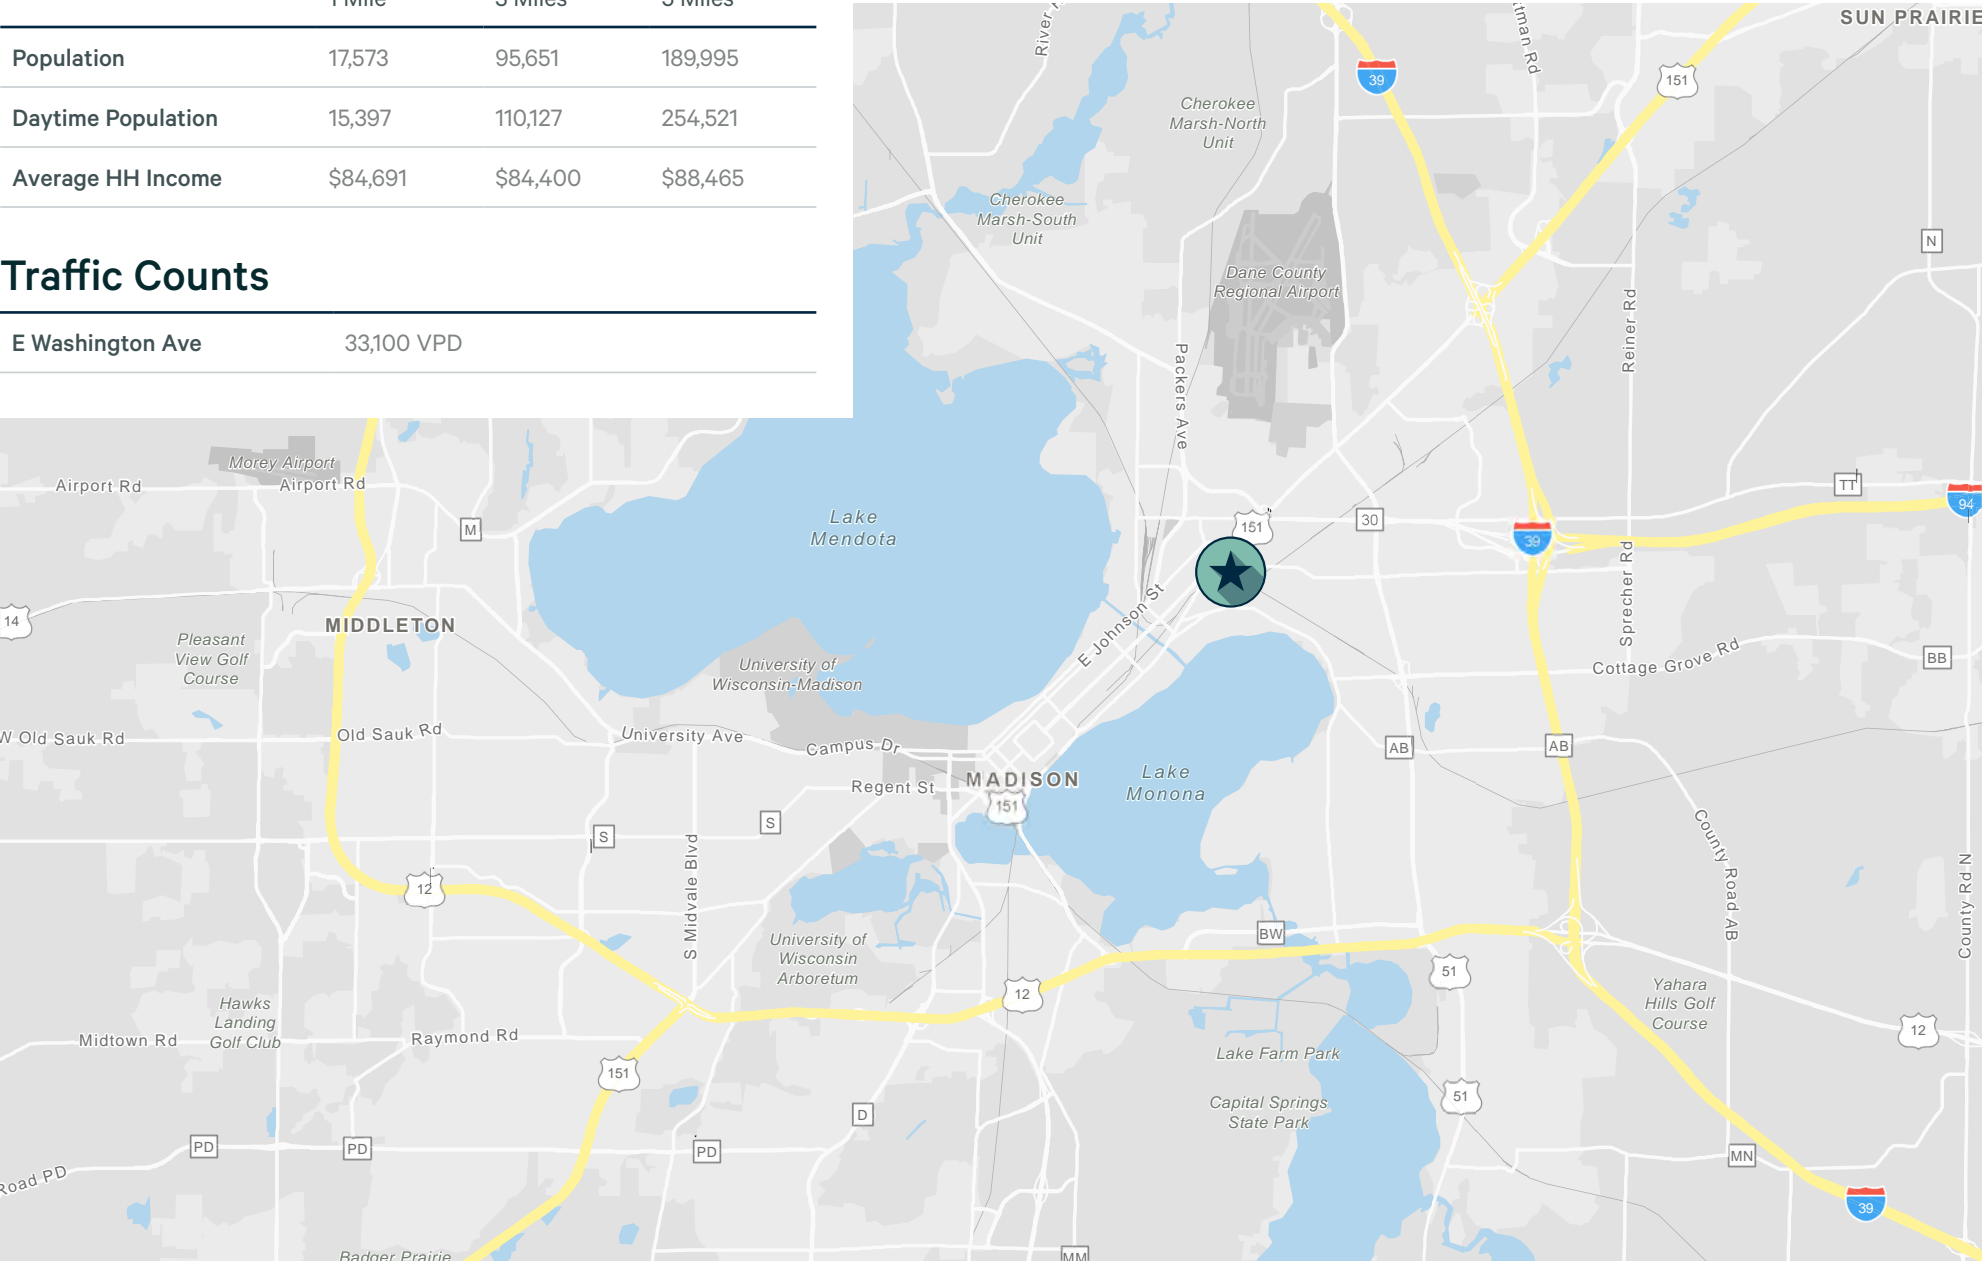 1 Mile 3 Miles 5 Miles
Population 17,573 95,651 189,995
Daytime Population 15,397 110,127 254,521
Average HH Income $84,691 $84,400 $88,465
Traffic Counts
E Washington Ave 33,100 VPD
SUN PRAIRIE
39
151
Cherokee
Marsh-North
Unit
Cherokee
Marsh-South
Unit
N
Dane County
Regional Airport
Reiner Rd
Packers Ave
Morey Airport
Airport Rd
Airport Rd
M
Lake
Mendota
151
30
39
TT
94
Sprecher Rd
14
MIDDLETON
E Johnson St
Pleasant
View Golf
Course
University of
Wisconsin-Madison
Cottage Grove Rd
BB
W Old Sauk Rd
Old Sauk Rd
University Ave
Campus Dr
AB
AB
Regent St
MADISON
151
Lake
Monona
S
S
S Midvale Blvd
County Road AB
County Rd N
12
University of
Wisconsin
Arboretum
BW
51
12
Yahara
Hills Golf
Course
12
Hawks
Landing
Golf Club
Midtown Rd
Raymond Rd
151
Lake Farm Park
Capital Springs
State Park
51
D
PD
PD
PD
Road PD
MN
39
Badger Prairie
MM